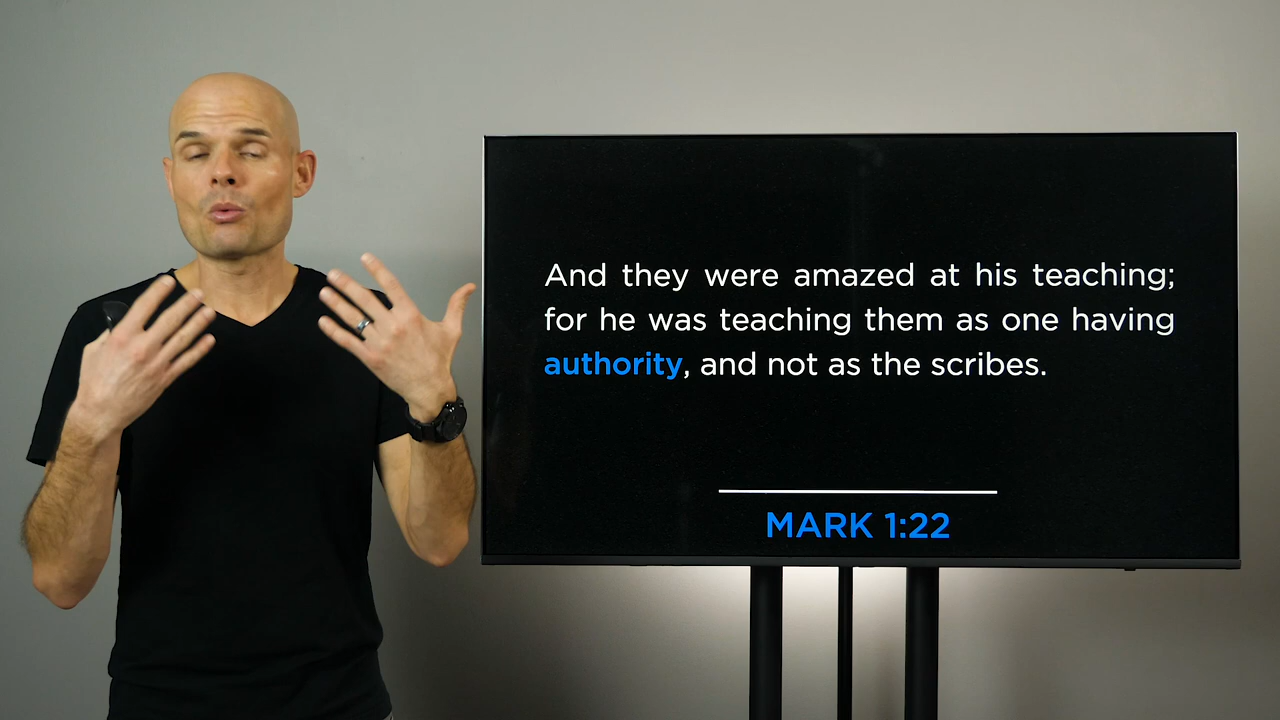 And they were amazed at his teaching;
for he was teaching them as one having
authority, and not as the scribes.
MARK 1:22